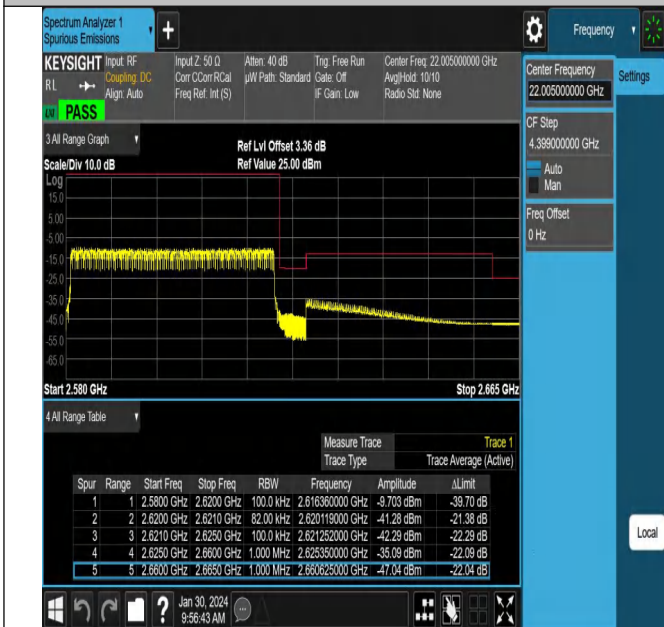 Spectrum Analyzer 1
Spurious Emissions
+
Frequency
KEYSIGHT
Input: RF
Input Z: 50 Ω
Atten: 40 dB
Trig: Free Run
Center Freq: 22.005000000 GHz
RL
Coupling: DC
Corr CCorr RCal
µW Path: Standard
Gate: Off
Avg|Hold: 10/10
Align: Auto
Freq Ref: Int (S)
IF Gain: Low
Radio Std: None
PASS
Center Frequency
22.005000000 GHz
Settings
CF Step
4.399000000 GHz
Auto
Man
Freq Offset
0 Hz
3 All Range Graph
Ref Lvl Offset 3.36 dB
Scale/Div 10.0 dB
Ref Value 25.00 dBm
Log
15.0
5.00
-5.00
-15.0
-25.0
-35.0
-45.0
-55.0
-65.0
Start 2.580 GHz
Stop 2.665 GHz
4 All Range Table
Measure Trace
Trace 1
Trace Type
Trace Average (Active)
Spur Range Start Freq Stop Freq RBW Frequency Amplitude ΔLimit
1 1 2.5800 GHz 2.6200 GHz 100.0 kHz 2.616360000 GHz -9.703 dBm -39.70 dB
2 2 2.6200 GHz 2.6210 GHz 82.00 kHz 2.620119000 GHz -41.28 dBm -21.38 dB
3 3 2.6210 GHz 2.6250 GHz 100.0 kHz 2.621252000 GHz -42.29 dBm -22.29 dB
4 4 2.6250 GHz 2.6600 GHz 1.000 MHz 2.625350000 GHz -35.09 dBm -22.09 dB
5 5 2.6600 GHz 2.6650 GHz 1.000 MHz 2.660625000 GHz -47.04 dBm -22.04 dB
Local
?
Jan 30, 2024
9:56:43 AM